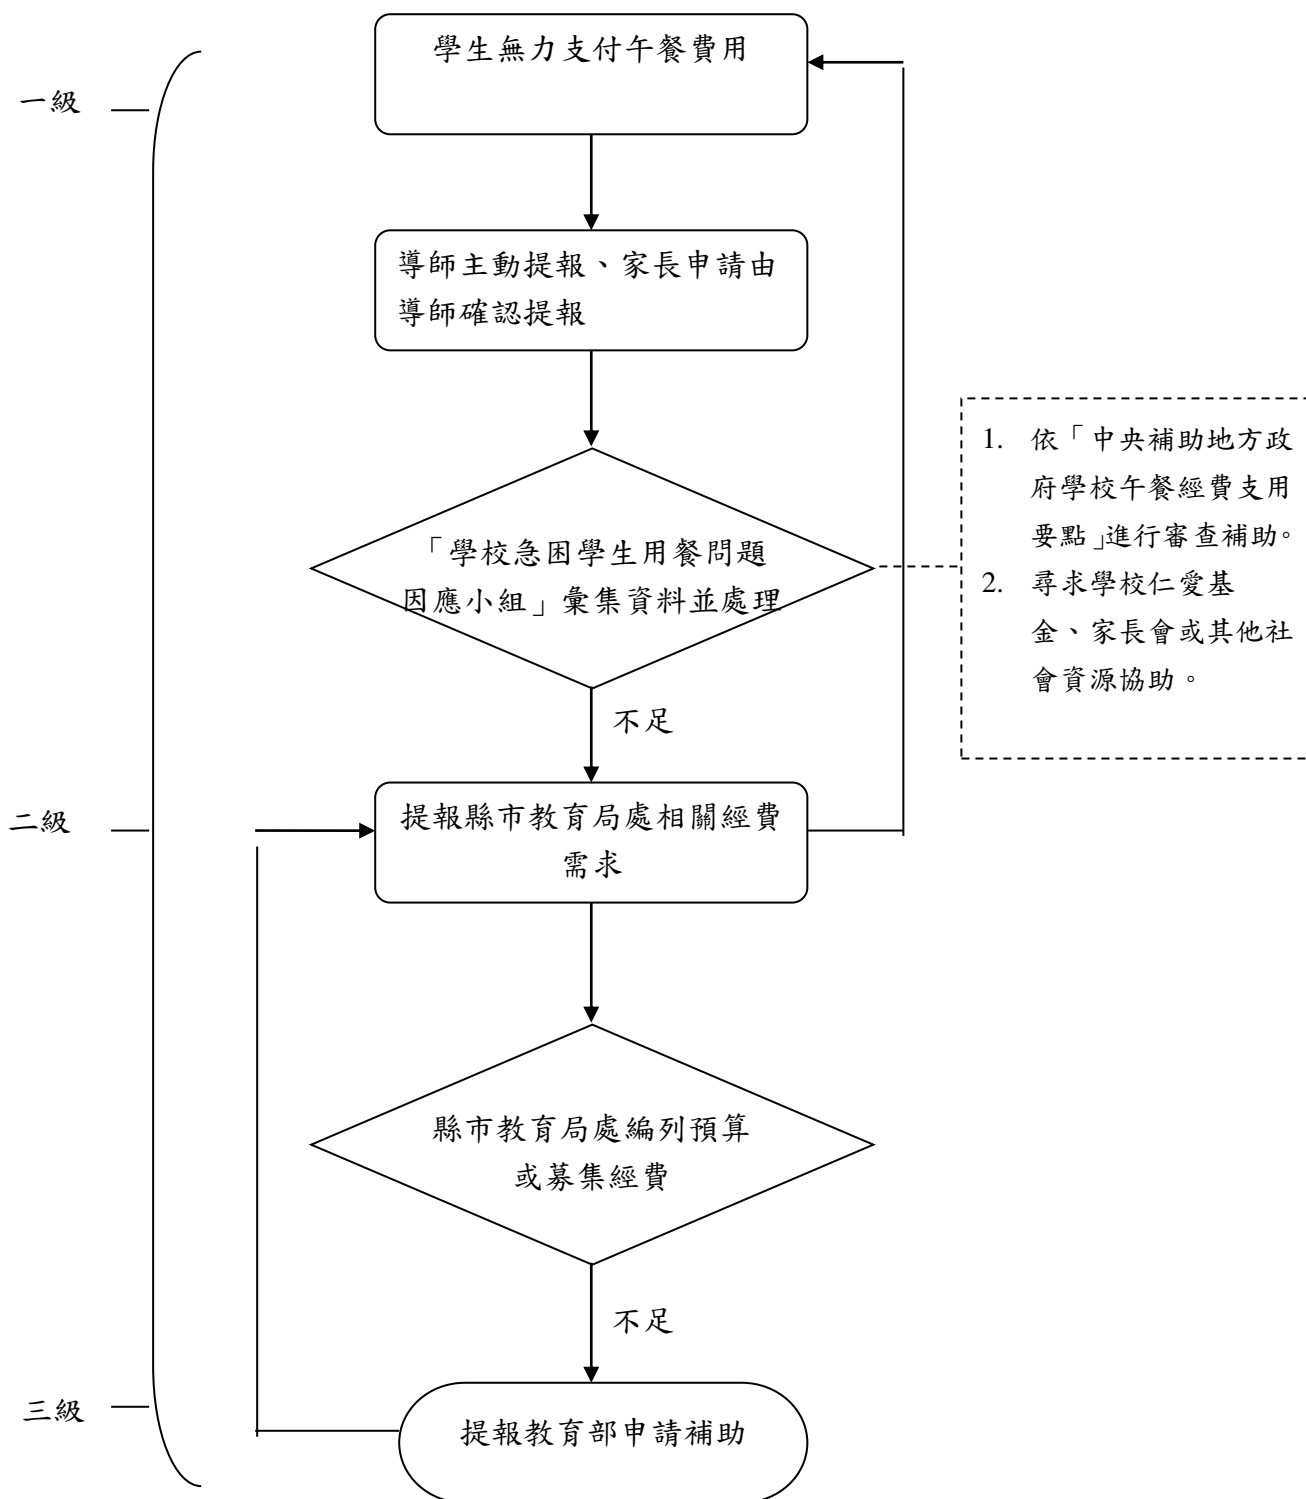 學生無力支付午餐費用
一級
導師主動提報、家長申請由
導師確認提報
「學校急困學生用餐問題
因應小組」彙集資料並處理
1. 依「中央補助地方政
府學校午餐經費支用
要點」進行審查補助。
2. 尋求學校仁愛基
金、家長會或其他社
會資源協助。
不足
二級
提報縣市教育局處相關經費
需求
縣市教育局處編列預算
或募集經費
不足
三級
提報教育部申請補助